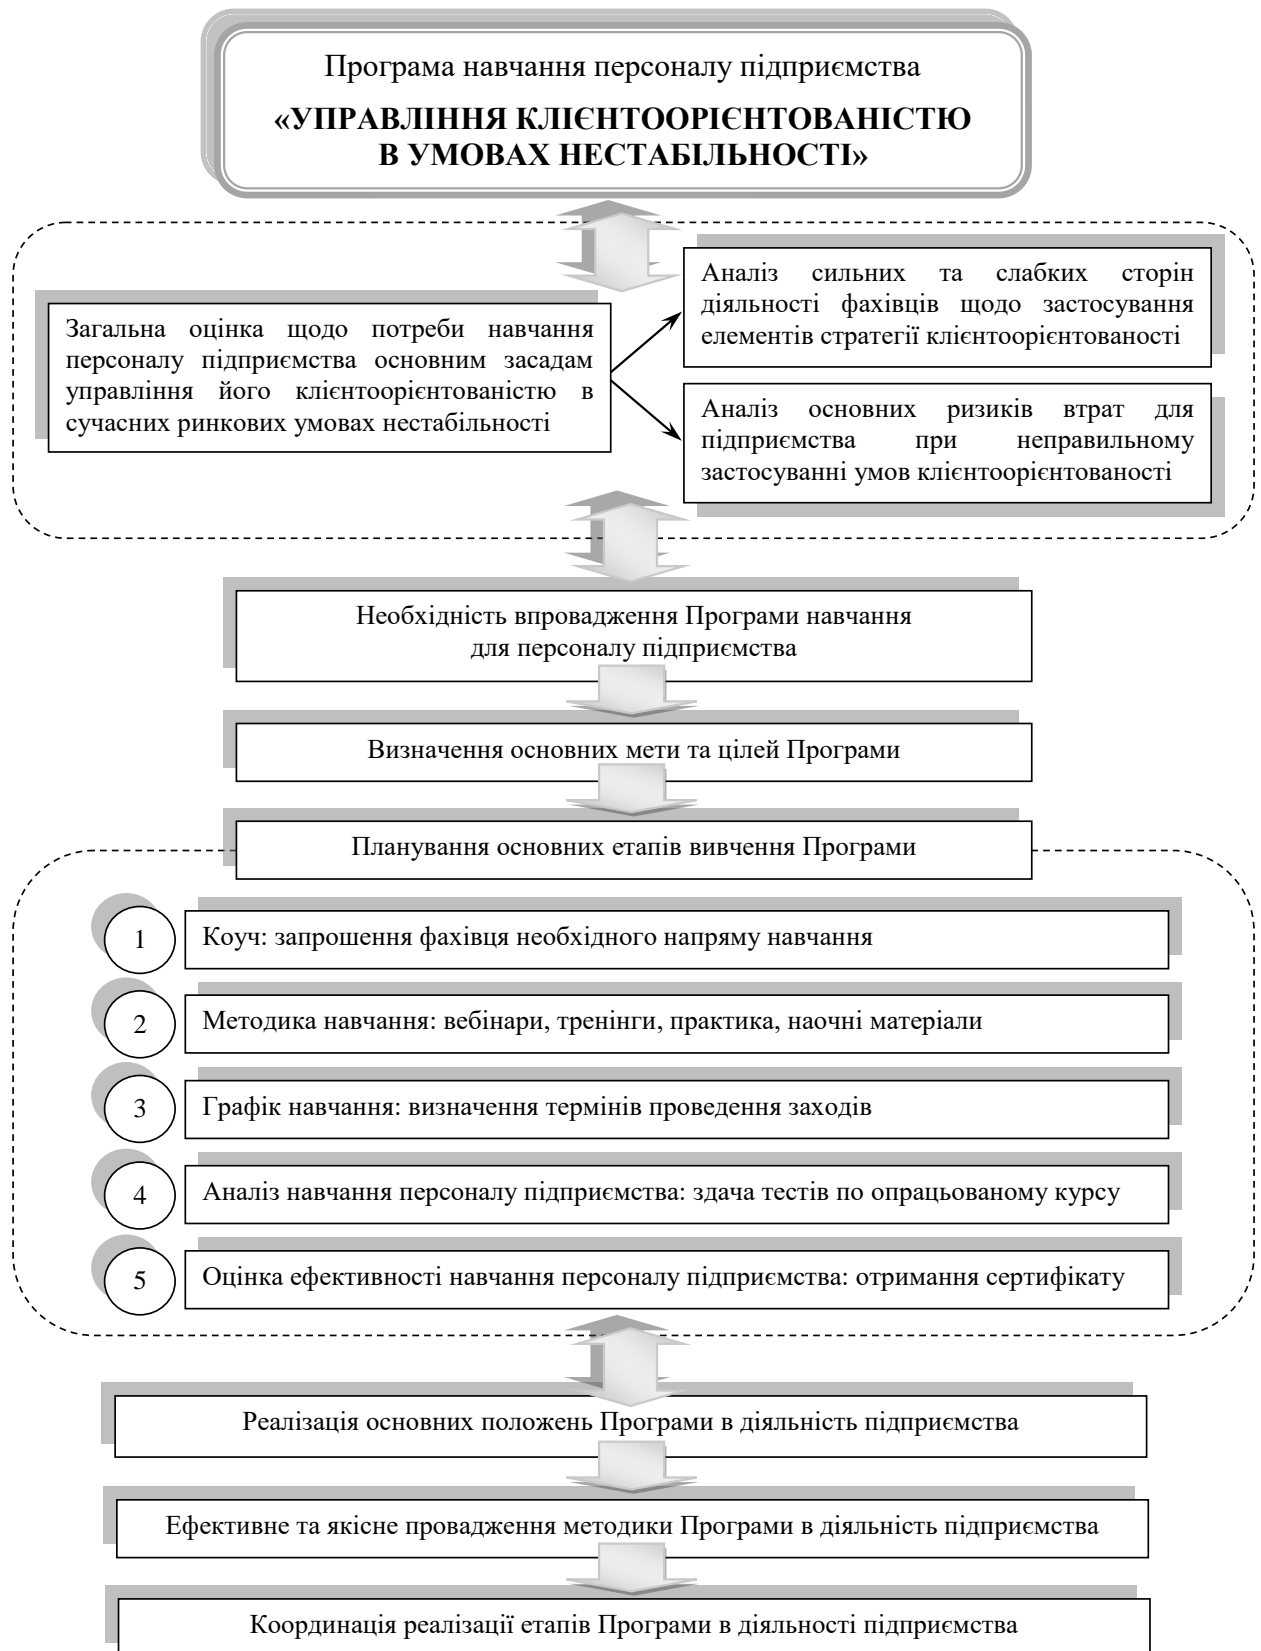 Програма навчання персоналу підприємства
«УПРАВЛІННЯ КЛІЄНТООРІЄНТОВАНІСТЮ
В УМОВАХ НЕСТАБІЛЬНОСТІ»
Загальна оцінка щодо потреби навчання
персоналу підприємства основним засадам
управління його клієнтоорієнтованістю в
сучасних ринкових умовах нестабільності
Аналіз сильних та слабких сторін
діяльності фахівців щодо застосування
елементів стратегії клієнтоорієнтованості
Аналіз основних ризиків втрат для
підприємства при неправильному
застосуванні умов клієнтоорієнтованості
Необхідність впровадження Програми навчання
для персоналу підприємства
Визначення основних мети та цілей Програми
Планування основних етапів вивчення Програми
1 Коуч: запрошення фахівця необхідного напряму навчання
2 Методика навчання: вебінари, тренінги, практика, наочні матеріали
3 Графік навчання: визначення термінів проведення заходів
4 Аналіз навчання персоналу підприємства: здача тестів по опрацьованому курсу
5 Оцінка ефективності навчання персоналу підприємства: отримання сертифікату
Реалізація основних положень Програми в діяльність підприємства
Ефективне та якісне провадження методики Програми в діяльність підприємства
Координація реалізації етапів Програми в діяльності підприємства